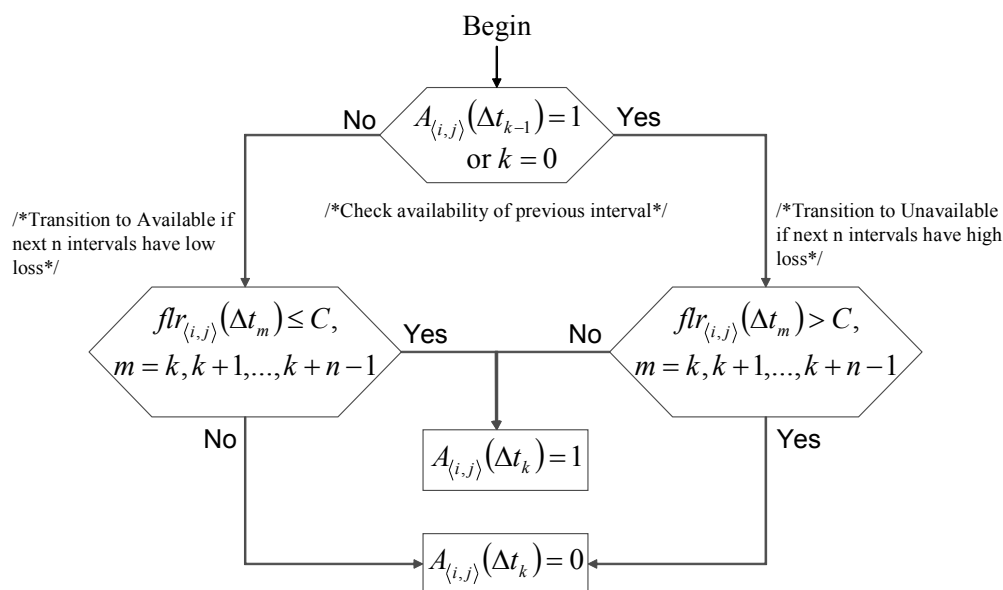 Begin
No
A⟨i,j⟩(Δt_{k−1}) = 1
or k = 0
Yes
/*Transition to Available if
next n intervals have low
loss*/
/*Check availability of previous interval*/
/*Transition to Unavailable
if next n intervals have high
loss*/
flr⟨i,j⟩(Δt_m) ≤ C,
m = k, k+1,..., k+n−1
Yes
No
flr⟨i,j⟩(Δt_m) > C,
m = k, k+1,..., k+n−1
No
A⟨i,j⟩(Δt_k) = 1
Yes
A⟨i,j⟩(Δt_k) = 0